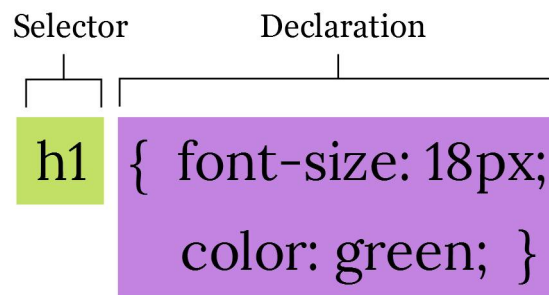 Selector Declaration
h1 { font-size: 18px;
color: green; }